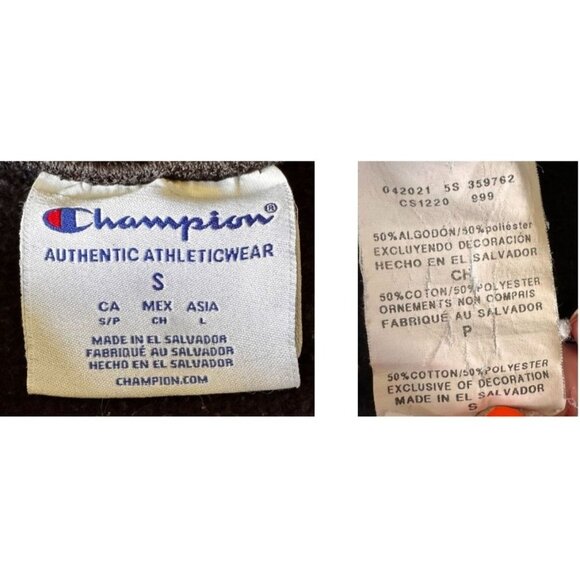 Champion®
AUTHENTIC ATHLETICWEAR
S
CA MEX ASIA
S/P CH L
MADE IN EL SALVADOR
FABRIQUÉ AU SALVADOR
HECHO EN EL SALVADOR
CHAMPION.COM
042021 5S 359762
CS1220 999
50% ALGODÓN/50% poliéster
EXCLUYENDO DECORACIÓN
HECHO EN EL SALVADOR
CH
50%COTON/50%POLYESTER
ORNEMENTS NON COMPRIS
FABRIQUÉ AU SALVADOR
P
50%COTTON/50%POLYESTER
EXCLUSIVE OF DECORATION
MADE IN EL SALVADOR
S